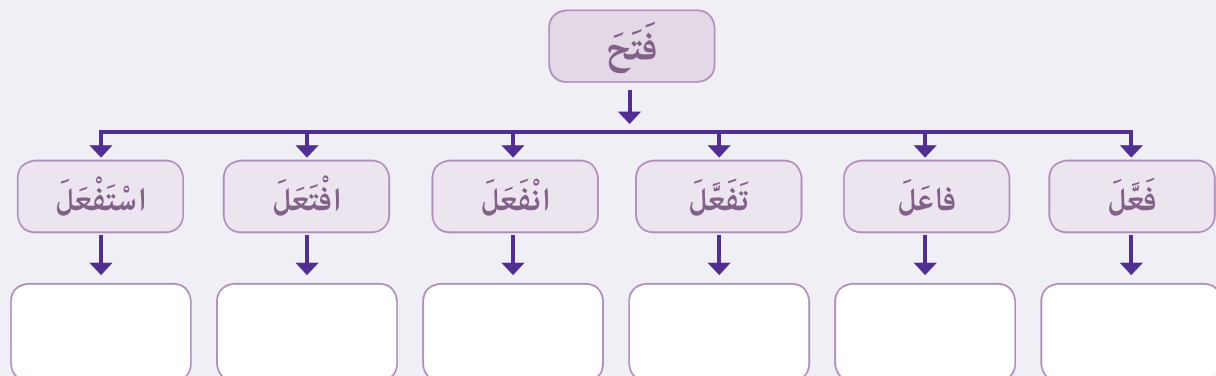 فَتَحَ
فَعَّلَ
فاعَلَ
تَفَعَّلَ
انْفَعَلَ
افْتَعَلَ
اسْتَفْعَلَ